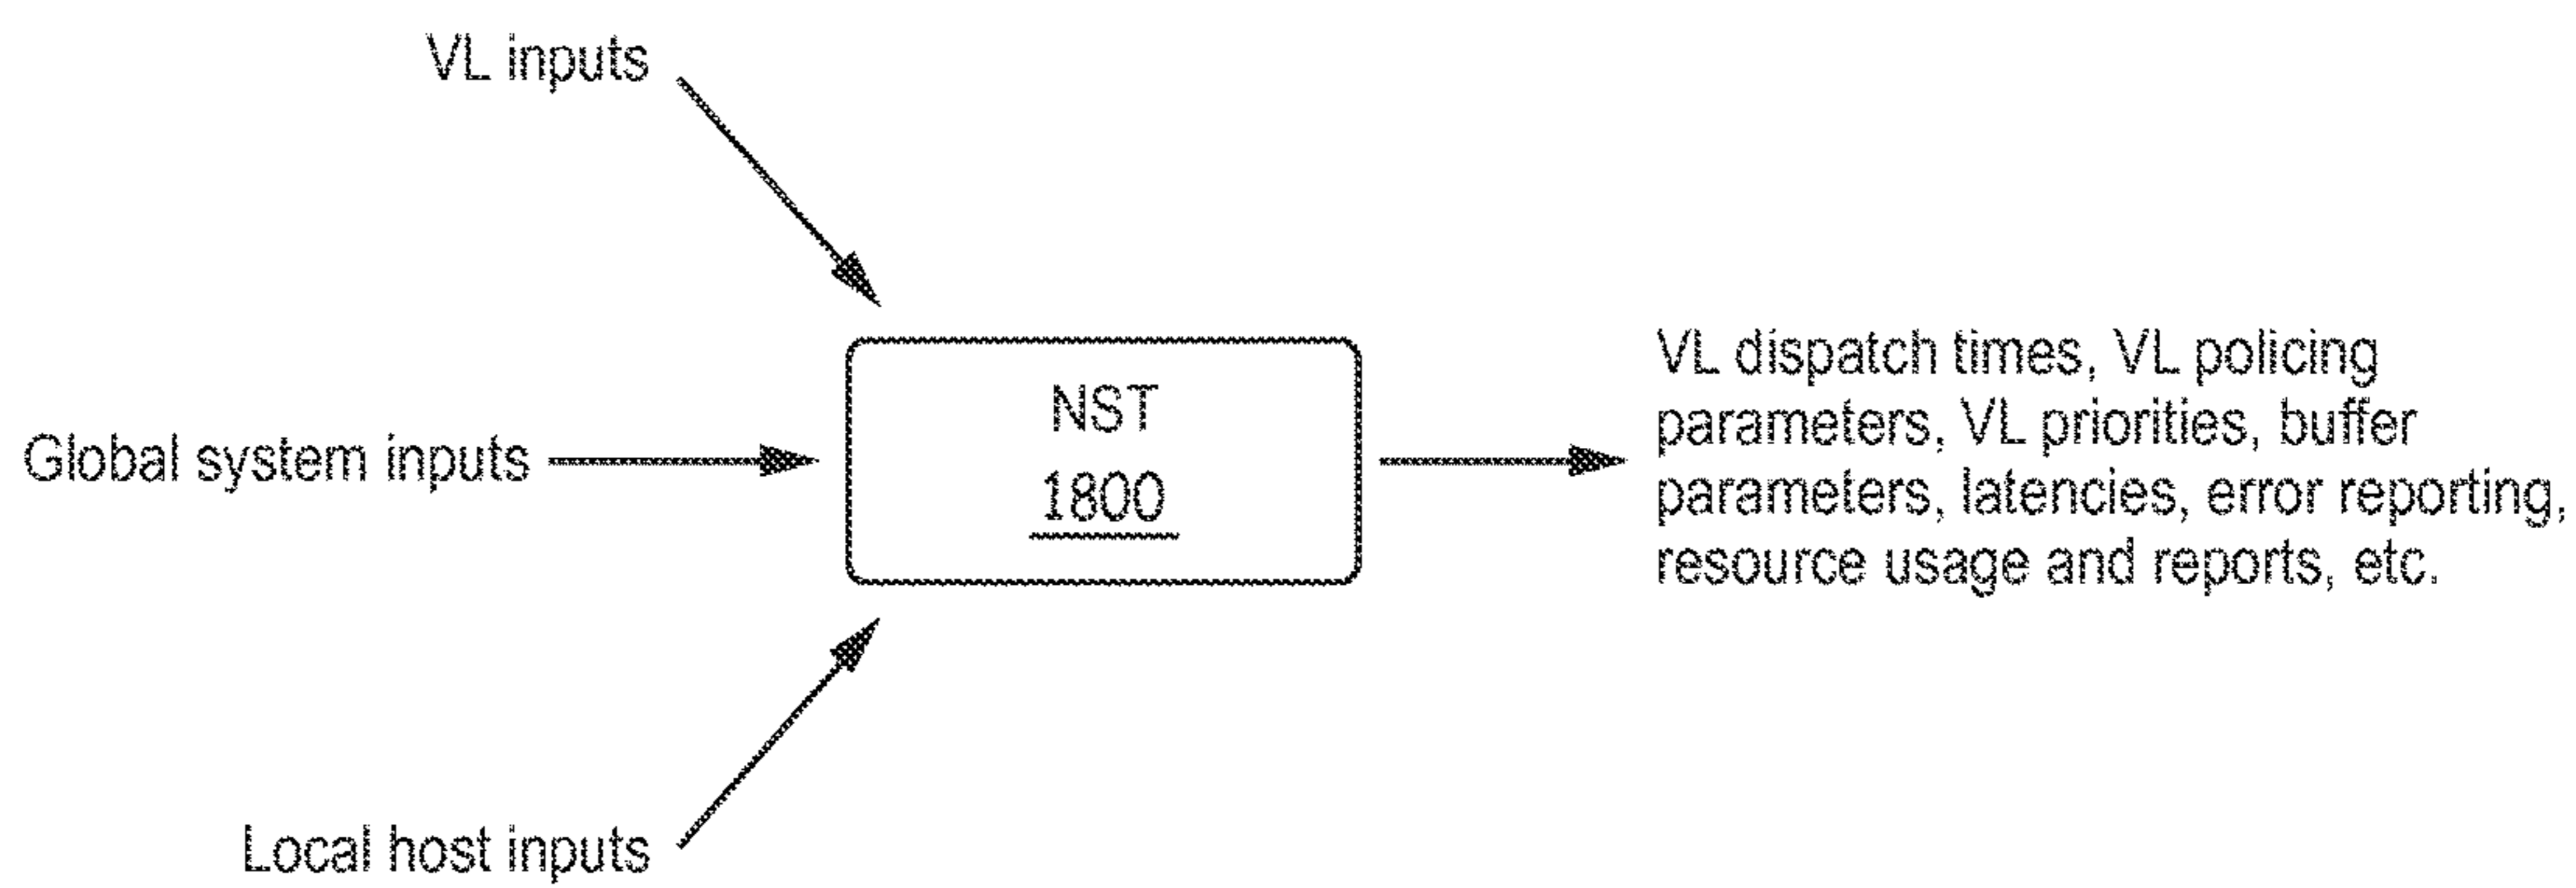 VL inputs
Global system inputs
Local host inputs
NST
1800
VL dispatch times, VL policing
parameters, VL priorities, buffer
parameters, latencies, error reporting,
resource usage and reports, etc.